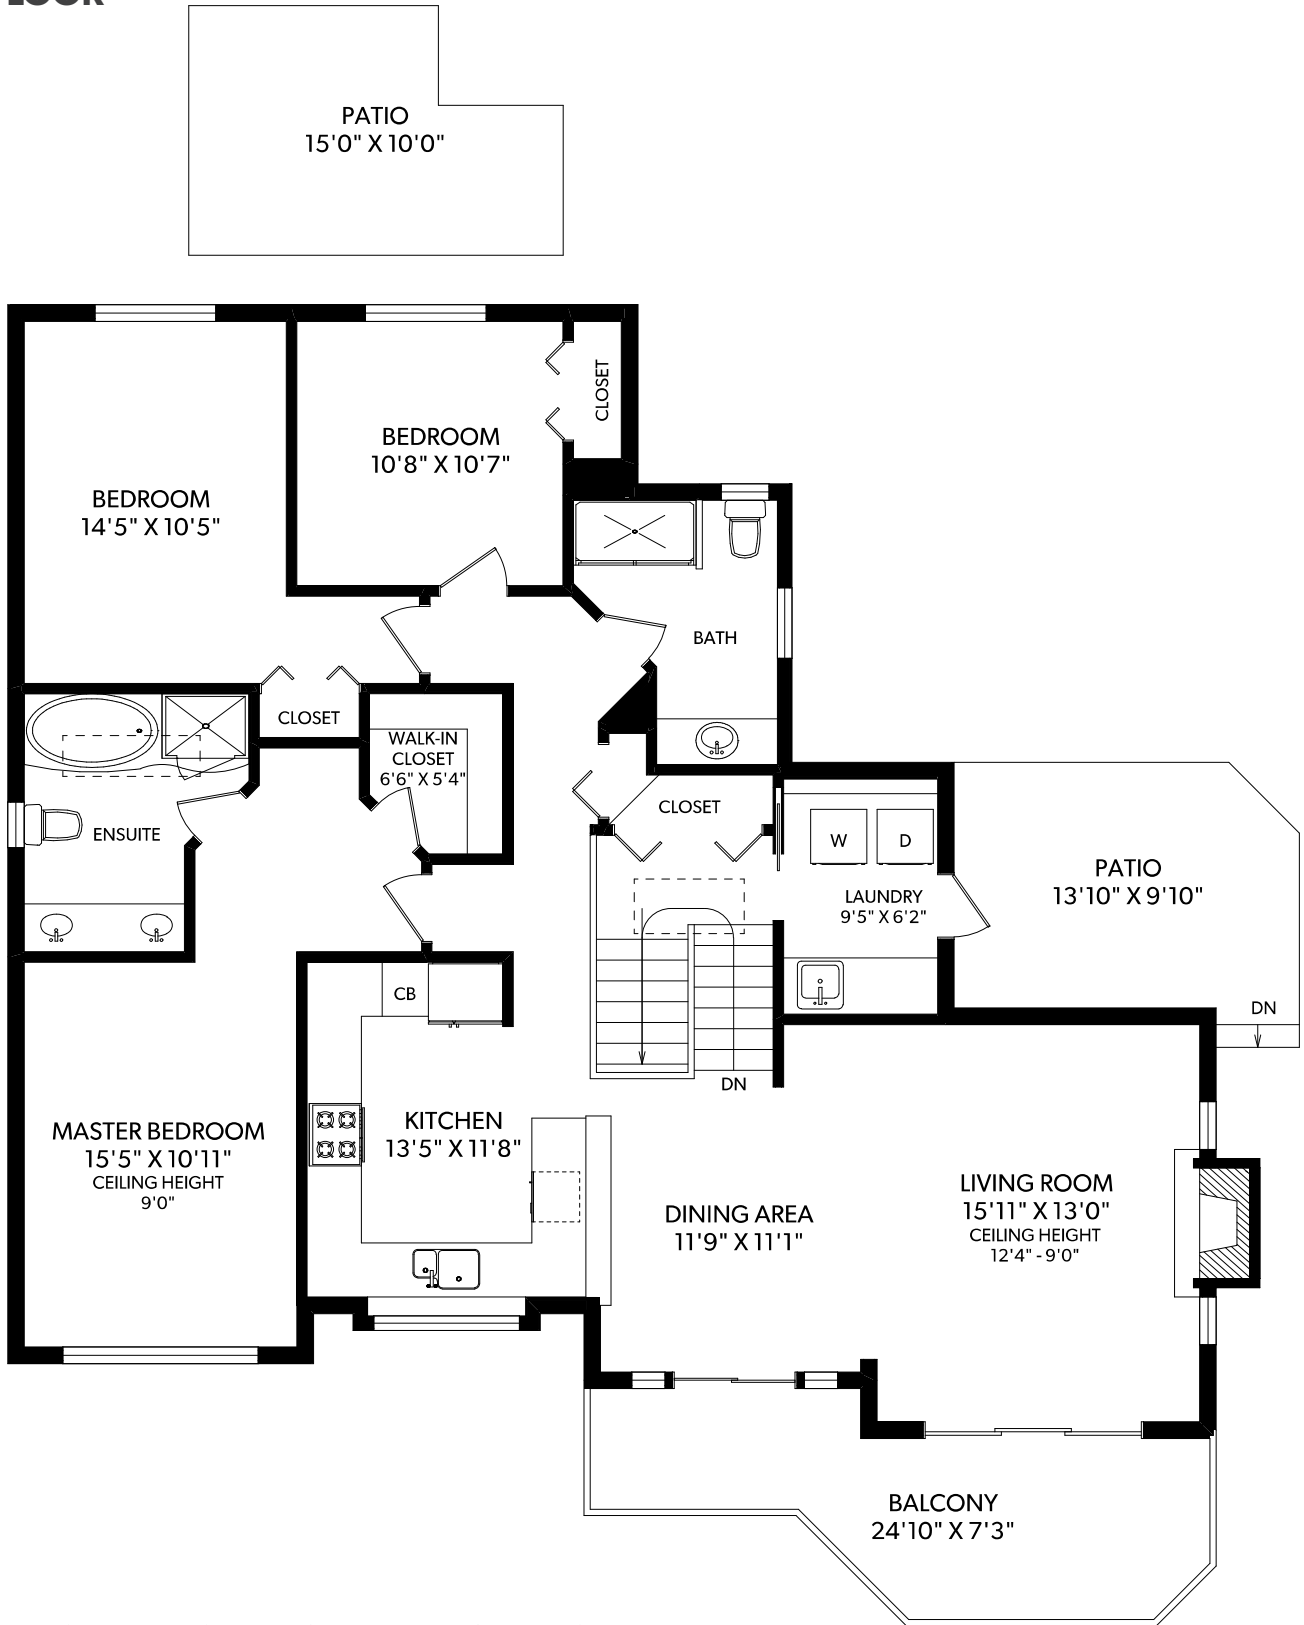 PATIO
15'0" X 10'0"
CLOSET
BEDROOM
10'8" X 10'7"
BEDROOM
14'5" X 10'5"
BATH
CLOSET
WALK-IN
CLOSET
6'6" X 5'4"
CLOSET
ENSUITE
W
D
LAUNDRY
9'5" X 6'2"
PATIO
13'10" X 9'10"
CB
DN
DN
MASTER BEDROOM
15'5" X 10'11"
CEILING HEIGHT
9'0"
KITCHEN
13'5" X 11'8"
DINING AREA
11'9" X 11'1"
LIVING ROOM
15'11" X 13'0"
CEILING HEIGHT
12'4" - 9'0"
BALCONY
24'10" X 7'3"